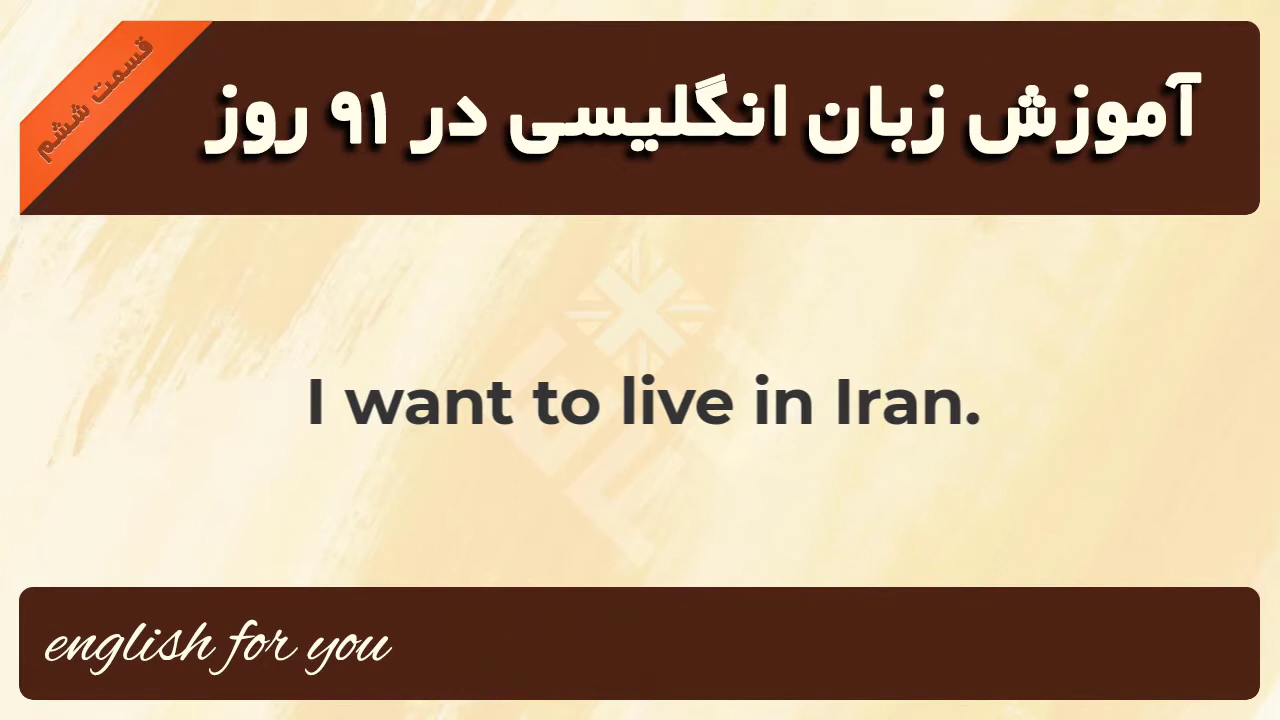 آموزش زبان انگلیسی در ۹۱ روز
قسمت ششم
I want to live in Iran.
english for you